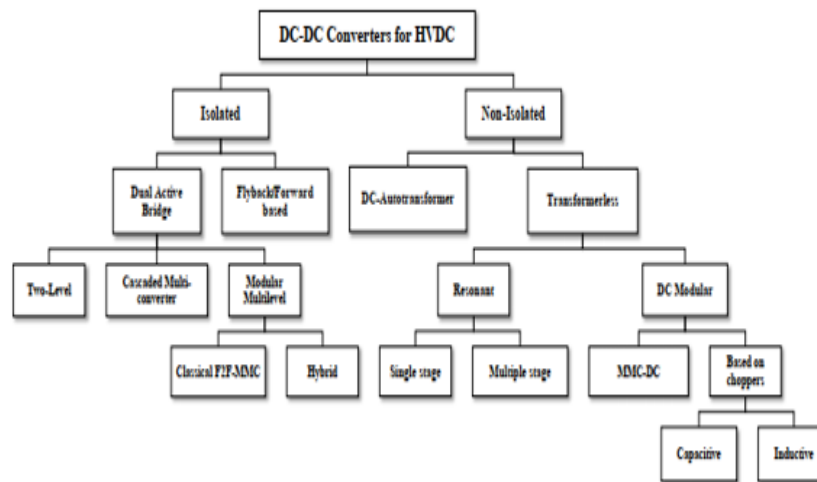 DC-DC Converters for HVDC
Isolated
Non-Isolated
Dual Active
Bridge
Flyback/Forward
based
DC-Autotransformer
Transformerless
Two-Level
Cascaded Multi-
converter
Modular
Multilevel
Resonant
DC Modular
Classical F2F-MMC
Hybrid
Single stage
Multiple stage
MMC-DC
Based on
choppers
Capacitive
Inductive